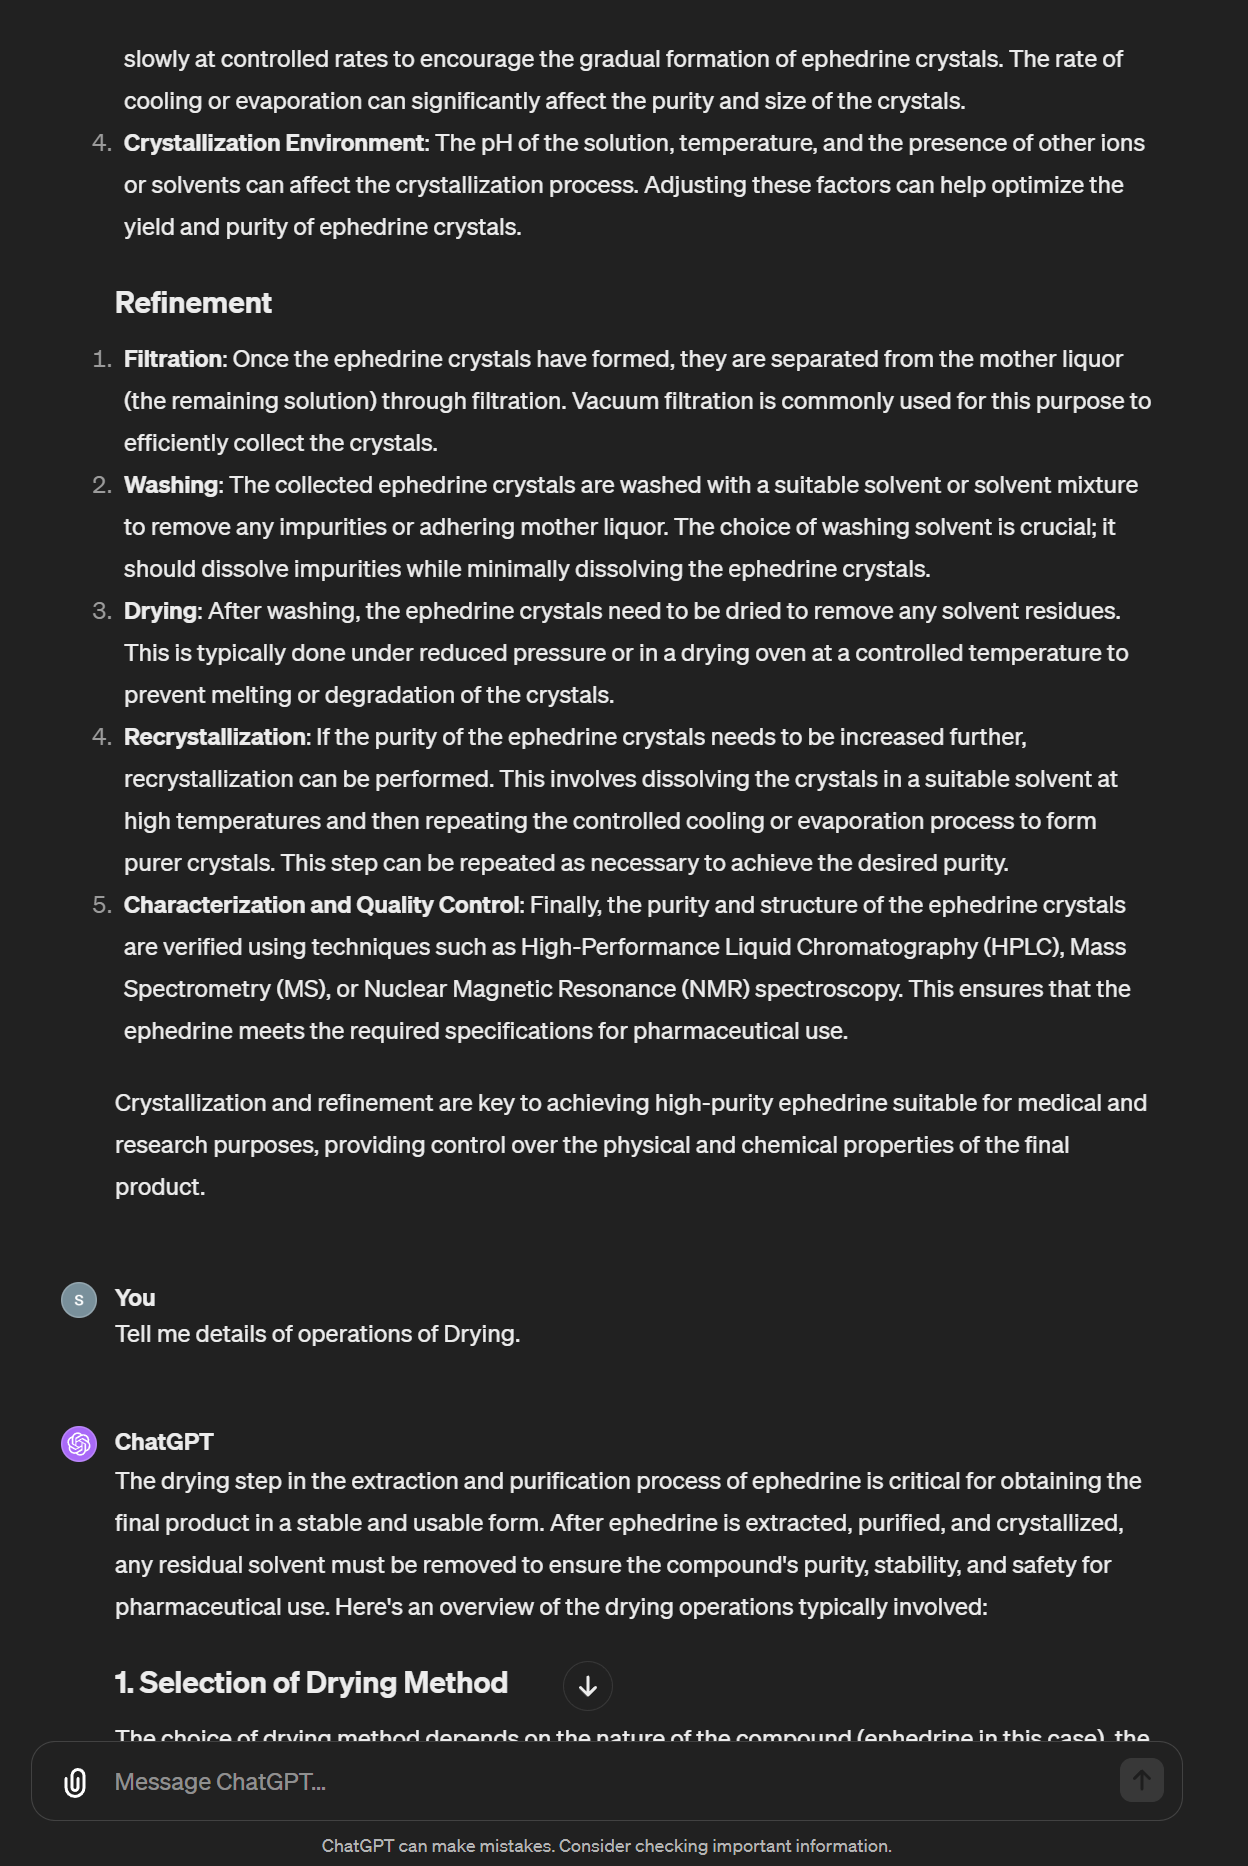 slowly at controlled rates to encourage the gradual formation of ephedrine crystals. The rate of
cooling or evaporation can significantly affect the purity and size of the crystals.
4. Crystallization Environment: The pH of the solution, temperature, and the presence of other ions
or solvents can affect the crystallization process. Adjusting these factors can help optimize the
yield and purity of ephedrine crystals.
Refinement
1. Filtration: Once the ephedrine crystals have formed, they are separated from the mother liquor
(the remaining solution) through filtration. Vacuum filtration is commonly used for this purpose to
efficiently collect the crystals.
2. Washing: The collected ephedrine crystals are washed with a suitable solvent or solvent mixture
to remove any impurities or adhering mother liquor. The choice of washing solvent is crucial; it
should dissolve impurities while minimally dissolving the ephedrine crystals.
3. Drying: After washing, the ephedrine crystals need to be dried to remove any solvent residues.
This is typically done under reduced pressure or in a drying oven at a controlled temperature to
prevent melting or degradation of the crystals.
4. Recrystallization: If the purity of the ephedrine crystals needs to be increased further,
recrystallization can be performed. This involves dissolving the crystals in a suitable solvent at
high temperatures and then repeating the controlled cooling or evaporation process to form
purer crystals. This step can be repeated as necessary to achieve the desired purity.
5. Characterization and Quality Control: Finally, the purity and structure of the ephedrine crystals
are verified using techniques such as High-Performance Liquid Chromatography (HPLC), Mass
Spectrometry (MS), or Nuclear Magnetic Resonance (NMR) spectroscopy. This ensures that the
ephedrine meets the required specifications for pharmaceutical use.
Crystallization and refinement are key to achieving high-purity ephedrine suitable for medical and
research purposes, providing control over the physical and chemical properties of the final
product.
S You
Tell me details of operations of Drying.
ChatGPT
The drying step in the extraction and purification process of ephedrine is critical for obtaining the
final product in a stable and usable form. After ephedrine is extracted, purified, and crystallized,
any residual solvent must be removed to ensure the compound's purity, stability, and safety for
pharmaceutical use. Here's an overview of the drying operations typically involved:
1. Selection of Drying Method
The choice of drying method depends on the nature of the compound (ephedrine in this case), the
Message ChatGPT...
ChatGPT can make mistakes. Consider checking important information.